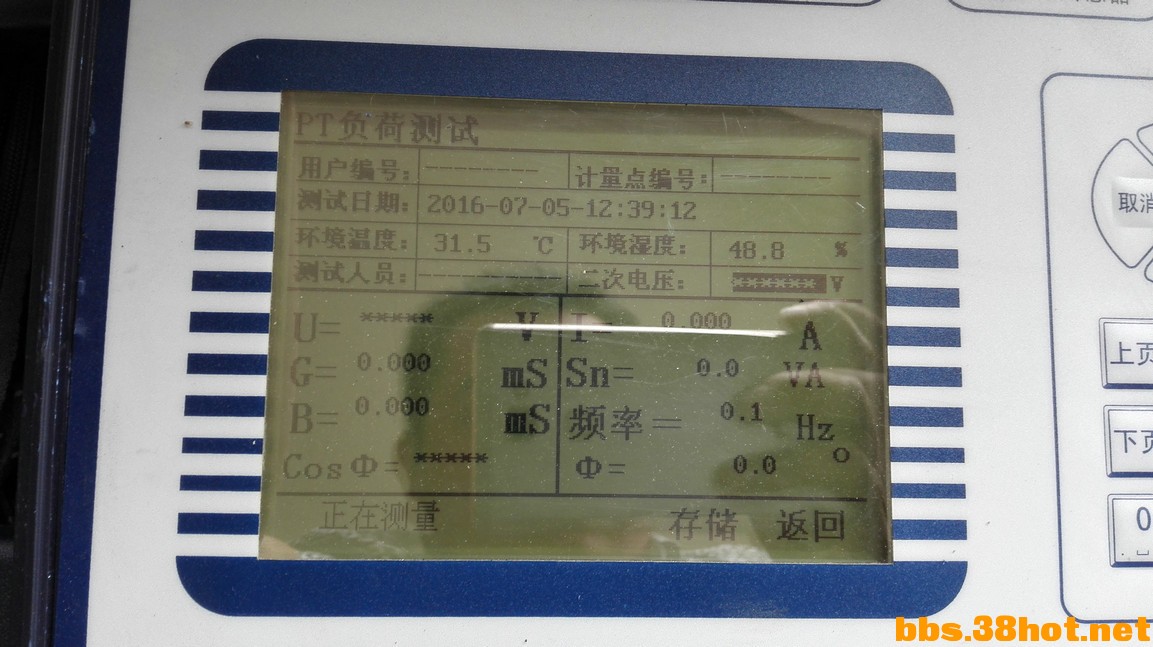 PT负荷测试
用户编号: -------- 计量点编号: --------
测试日期: 2016-07-05-12:39:12
环境温度: 31.5 ℃ 环境湿度: 48.8 %
测试人员: ---------- 二次电压: ****** V
U= ***** V I= 0.000 A
G= 0.000 mS Sn= 0.0 VA
B= 0.000 mS 频率= 0.1 Hz
CosΦ= ***** Φ= 0.0 °
正在测量 存储 返回
取消
上页
下页
0
bbs.38hot.net